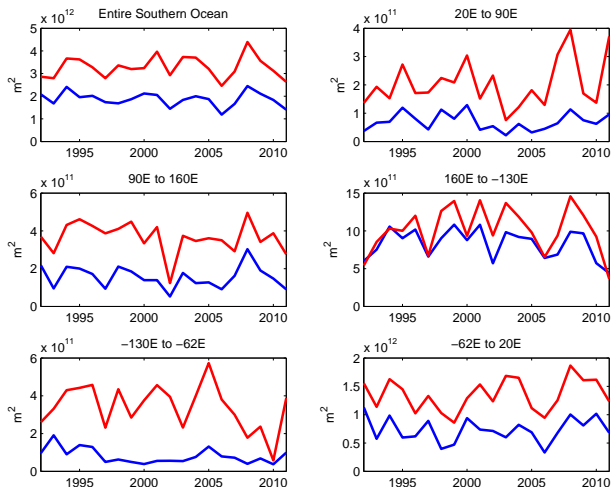 Entire Southern Ocean
x 10^12
5
4
3
2
1
0
m^2
1995 2000 2005 2010
20E to 90E
x 10^11
4
3
2
1
0
m^2
1995 2000 2005 2010
90E to 160E
x 10^11
6
4
2
0
m^2
1995 2000 2005 2010
160E to −130E
x 10^11
15
10
5
0
m^2
1995 2000 2005 2010
−130E to −62E
x 10^11
6
4
2
0
m^2
1995 2000 2005 2010
−62E to 20E
x 10^12
2
1.5
1
0.5
0
m^2
1995 2000 2005 2010